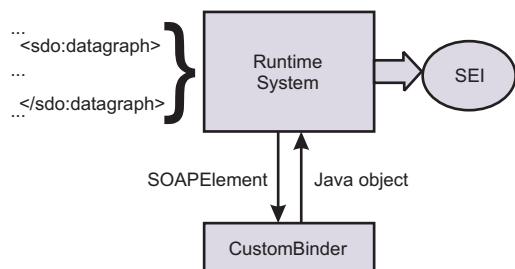 ...
<sdo:datagraph>
...
</sdo:datagraph>
...
Runtime
System
SEI
SOAPElement
Java object
CustomBinder